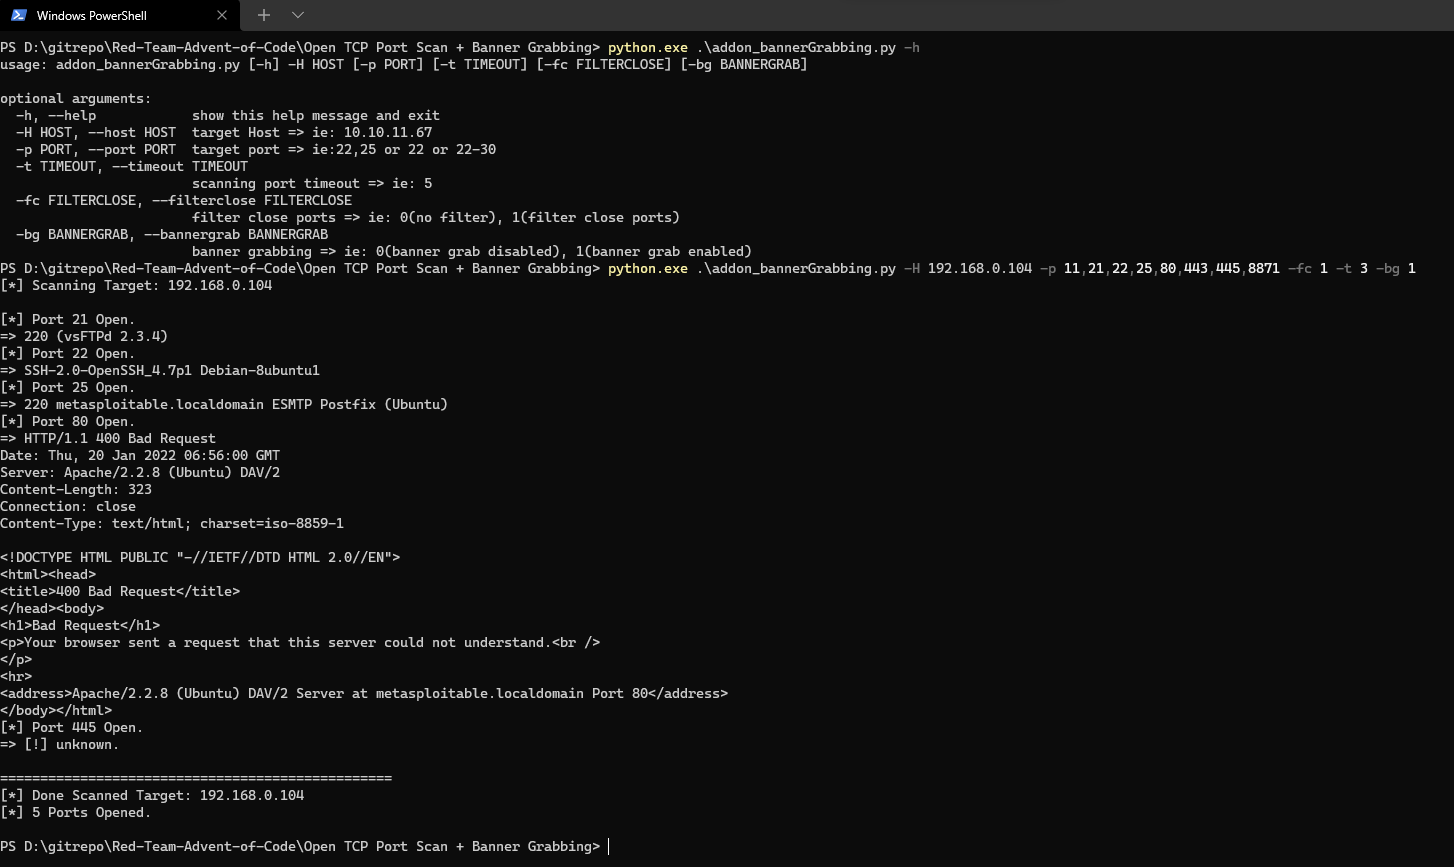 Windows PowerShell
PS D:\gitrepo\Red-Team-Advent-of-Code\Open TCP Port Scan + Banner Grabbing> python.exe .\addon_bannerGrabbing.py -h
usage: addon_bannerGrabbing.py [-h] -H HOST [-p PORT] [-t TIMEOUT] [-fc FILTERCLOSE] [-bg BANNERGRAB]

optional arguments:
  -h, --help            show this help message and exit
  -H HOST, --host HOST  target Host => ie: 10.10.11.67
  -p PORT, --port PORT  target port => ie:22,25 or 22 or 22-30
  -t TIMEOUT, --timeout TIMEOUT
                        scanning port timeout => ie: 5
  -fc FILTERCLOSE, --filterclose FILTERCLOSE
                        filter close ports => ie: 0(no filter), 1(filter close ports)
  -bg BANNERGRAB, --bannergrab BANNERGRAB
                        banner grabbing => ie: 0(banner grab disabled), 1(banner grab enabled)
PS D:\gitrepo\Red-Team-Advent-of-Code\Open TCP Port Scan + Banner Grabbing> python.exe .\addon_bannerGrabbing.py -H 192.168.0.104 -p 11,21,22,25,80,443,445,8871 -fc 1 -t 3 -bg 1
[*] Scanning Target: 192.168.0.104

[*] Port 21 Open.
=> 220 (vsFTPd 2.3.4)
[*] Port 22 Open.
=> SSH-2.0-OpenSSH_4.7p1 Debian-8ubuntu1
[*] Port 25 Open.
=> 220 metasploitable.localdomain ESMTP Postfix (Ubuntu)
[*] Port 80 Open.
=> HTTP/1.1 400 Bad Request
Date: Thu, 20 Jan 2022 06:56:00 GMT
Server: Apache/2.2.8 (Ubuntu) DAV/2
Content-Length: 323
Connection: close
Content-Type: text/html; charset=iso-8859-1

<!DOCTYPE HTML PUBLIC "-//IETF//DTD HTML 2.0//EN">
<html><head>
<title>400 Bad Request</title>
</head><body>
<h1>Bad Request</h1>
<p>Your browser sent a request that this server could not understand.<br />
</p>
<hr>
<address>Apache/2.2.8 (Ubuntu) DAV/2 Server at metasploitable.localdomain Port 80</address>
</body></html>
[*] Port 445 Open.
=> [!] unknown.

=================================================
[*] Done Scanned Target: 192.168.0.104
[*] 5 Ports Opened.

PS D:\gitrepo\Red-Team-Advent-of-Code\Open TCP Port Scan + Banner Grabbing>